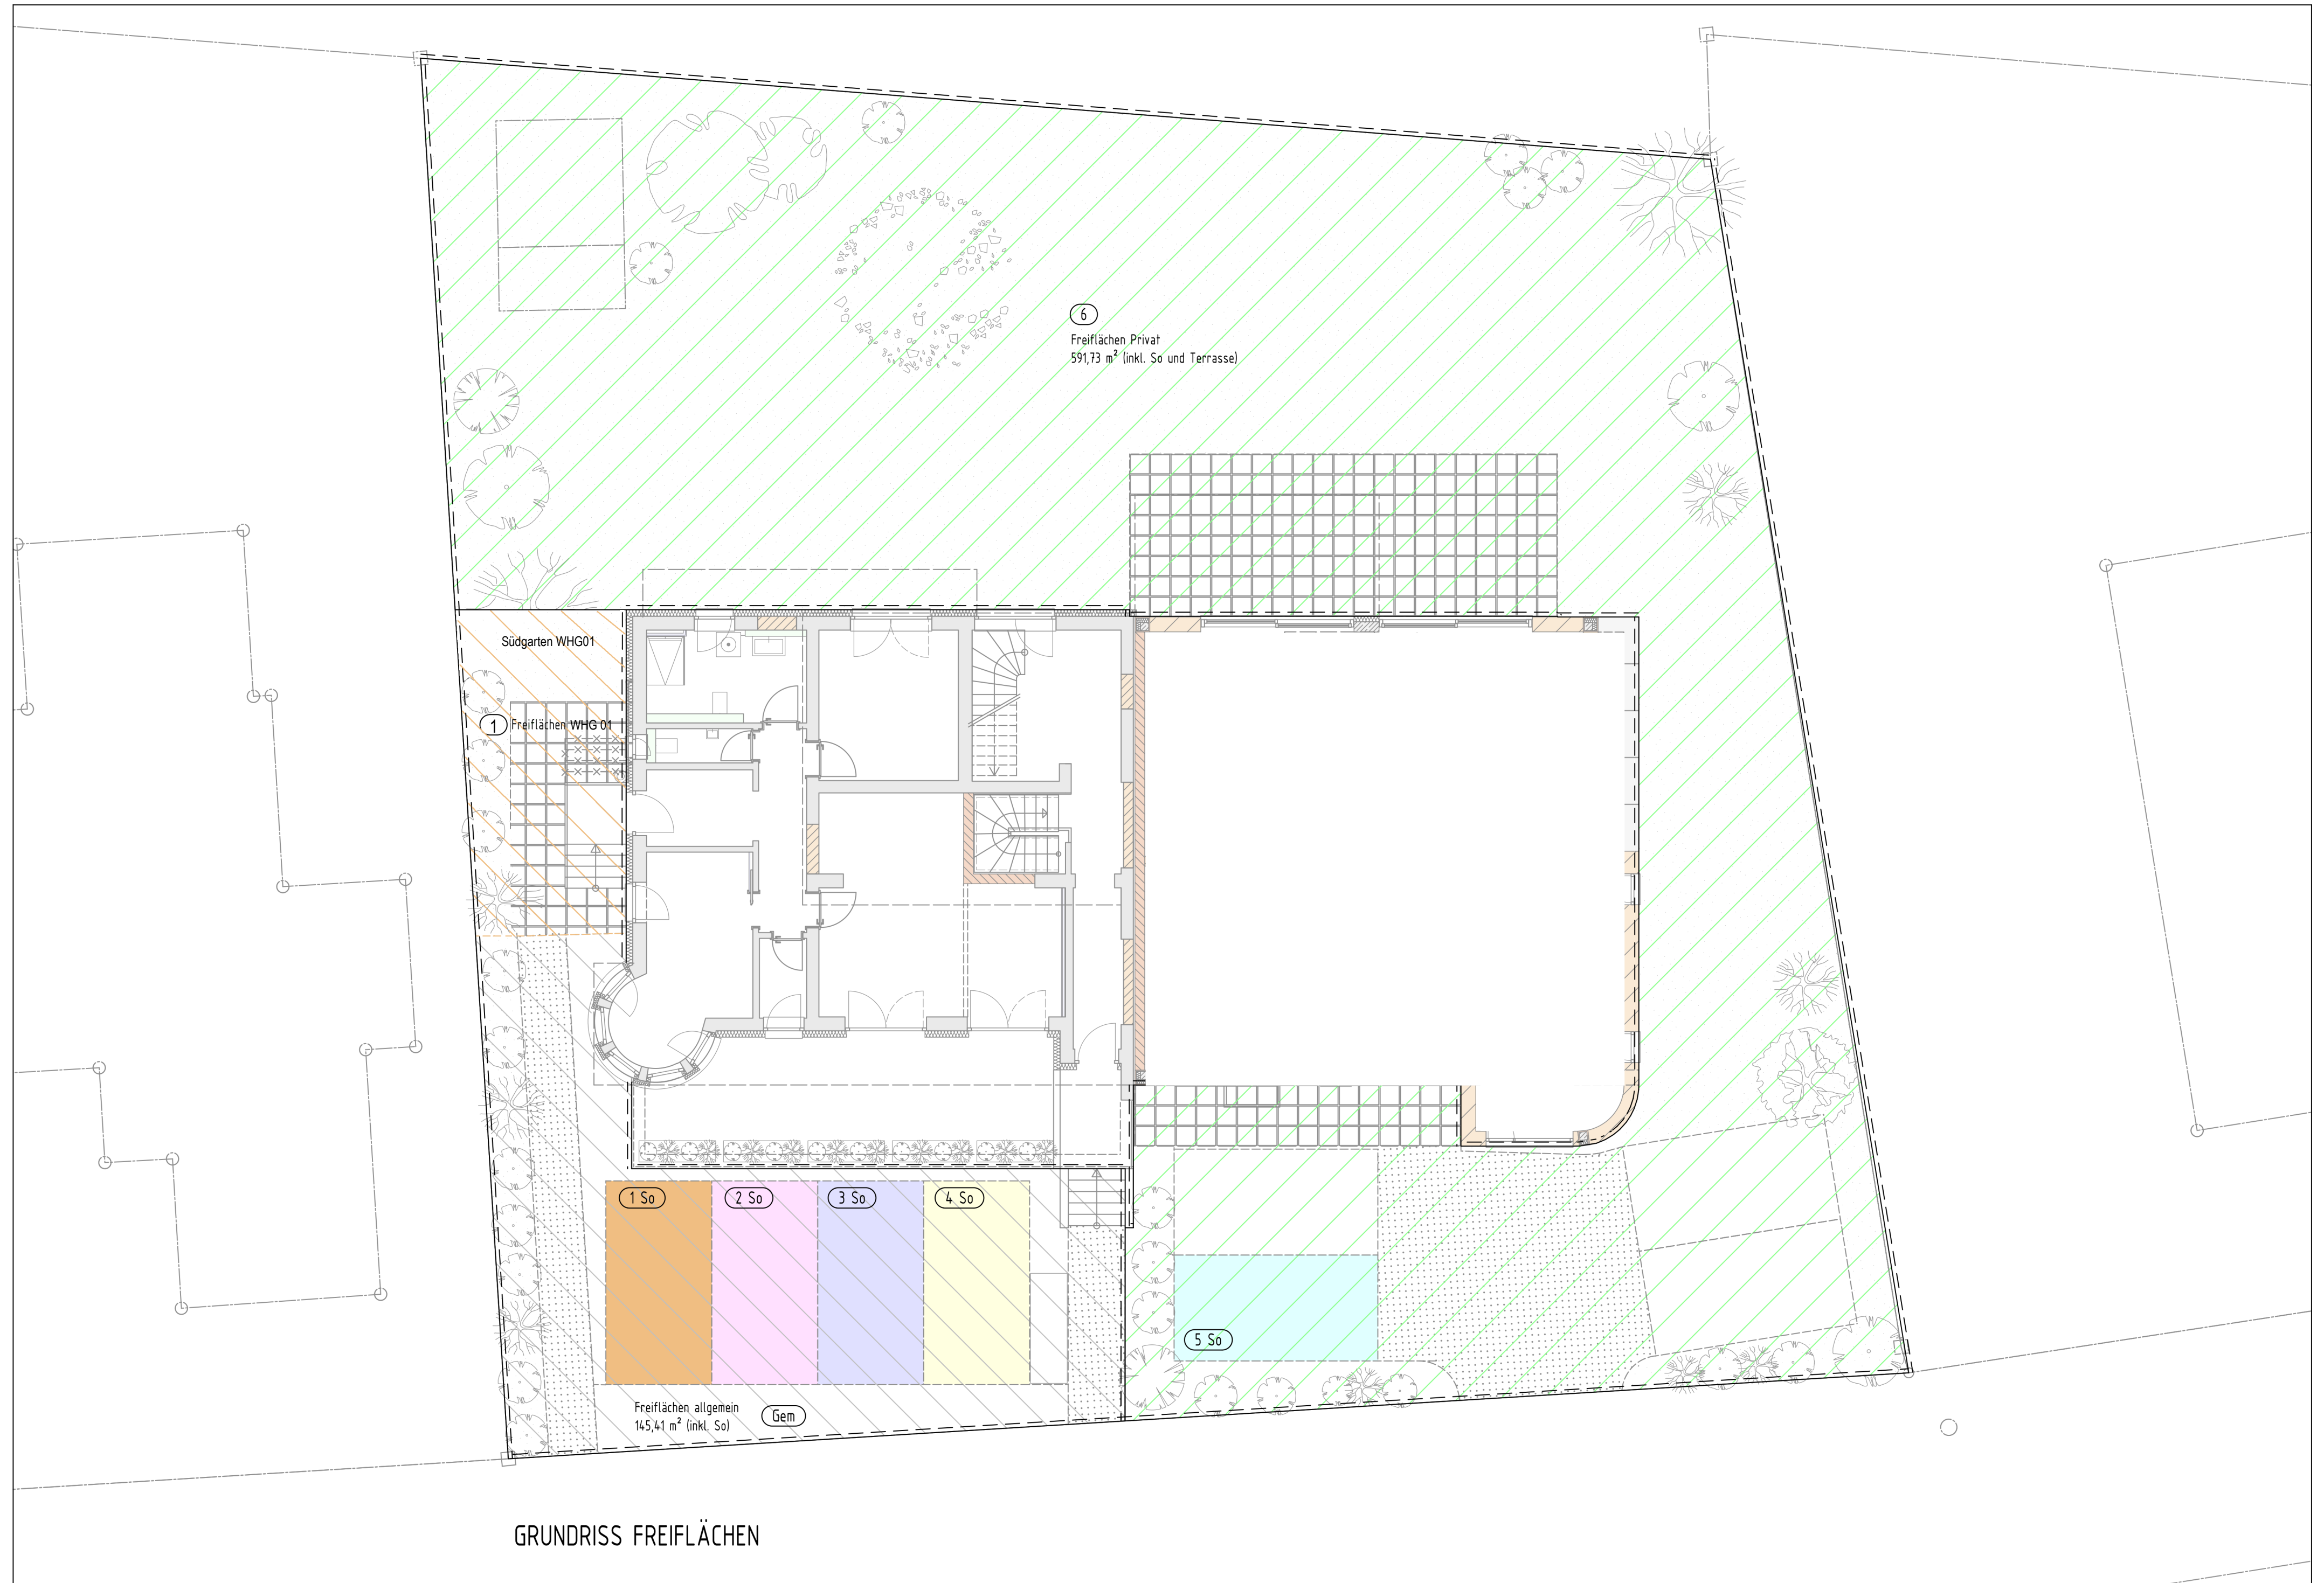 6
Freiflächen Privat
591,73 m² (inkl. So und Terrasse)
Südgarten WHG01
1 Freiflächen WHG 01
1 So
2 So
3 So
4 So
5 So
Freiflächen allgemein
145,41 m² (inkl. So)
Gem
GRUNDRISS FREIFLÄCHEN